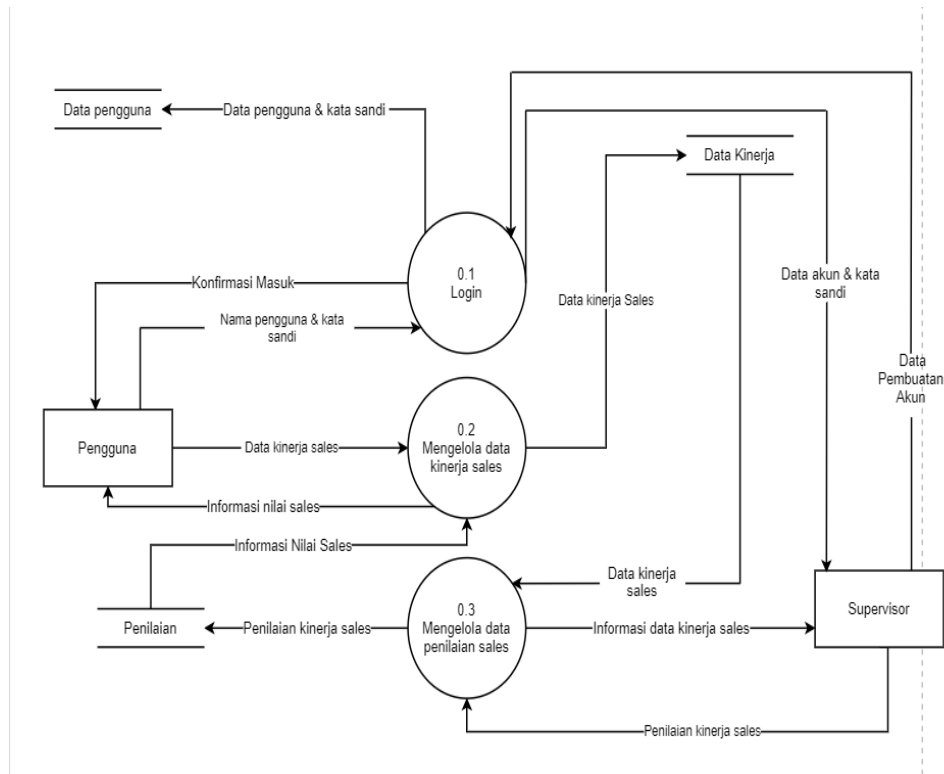 Data pengguna
Data pengguna & kata sandi
Data Kinerja
0.1
Login
Konfirmasi Masuk
Nama pengguna & kata
sandi
Data kinerja Sales
Data akun & kata
sandi
Data
Pembuatan
Akun
Pengguna
Data kinerja sales
0.2
Mengelola data
kinerja sales
Informasi nilai sales
Informasi Nilai Sales
Data kinerja
sales
Penilaian
Penilaian kinerja sales
0.3
Mengelola data
penilaian sales
Informasi data kinerja sales
Supervisor
Penilaian kinerja sales